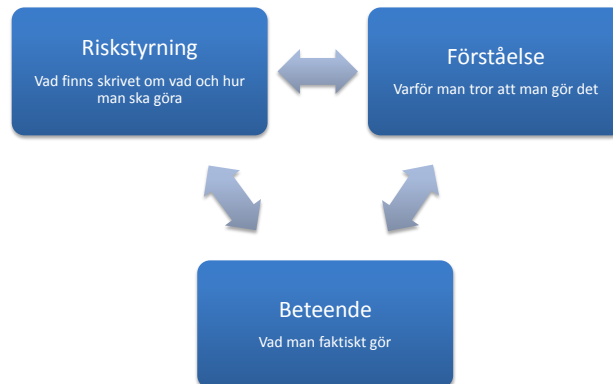 Riskstyrning
Vad finns skrivet om vad och hur
man ska göra
Förståelse
Varför man tror att man gör det
Beteende
Vad man faktiskt gör